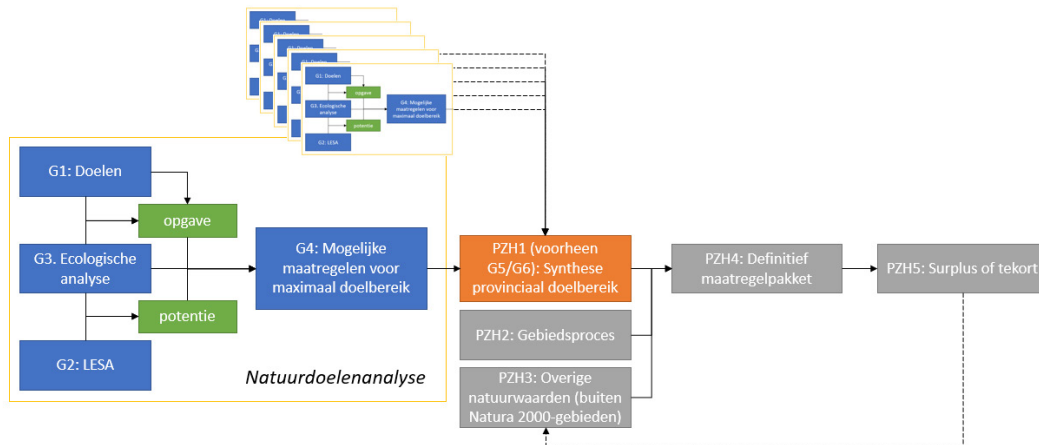 G1: Doelen
G1: Doelen
opgave
G3. Ecologische
analyse
G4: Mogelijke
maatregelen voor
maximaal doelbereik
potentie
G2: LESA
G1: Doelen
opgave
G3. Ecologische
analyse
G4: Mogelijke
maatregelen voor
maximaal doelbereik
potentie
G2: LESA
Natuurdoelenanalyse
PZH1 (voorheen
G5/G6): Synthese
provinciaal doelbereik
PZH2: Gebiedsproces
PZH3: Overige
natuurwaarden (buiten
Natura 2000-gebieden)
PZH4: Definitief
maatregelpakket
PZH5: Surplus of tekort